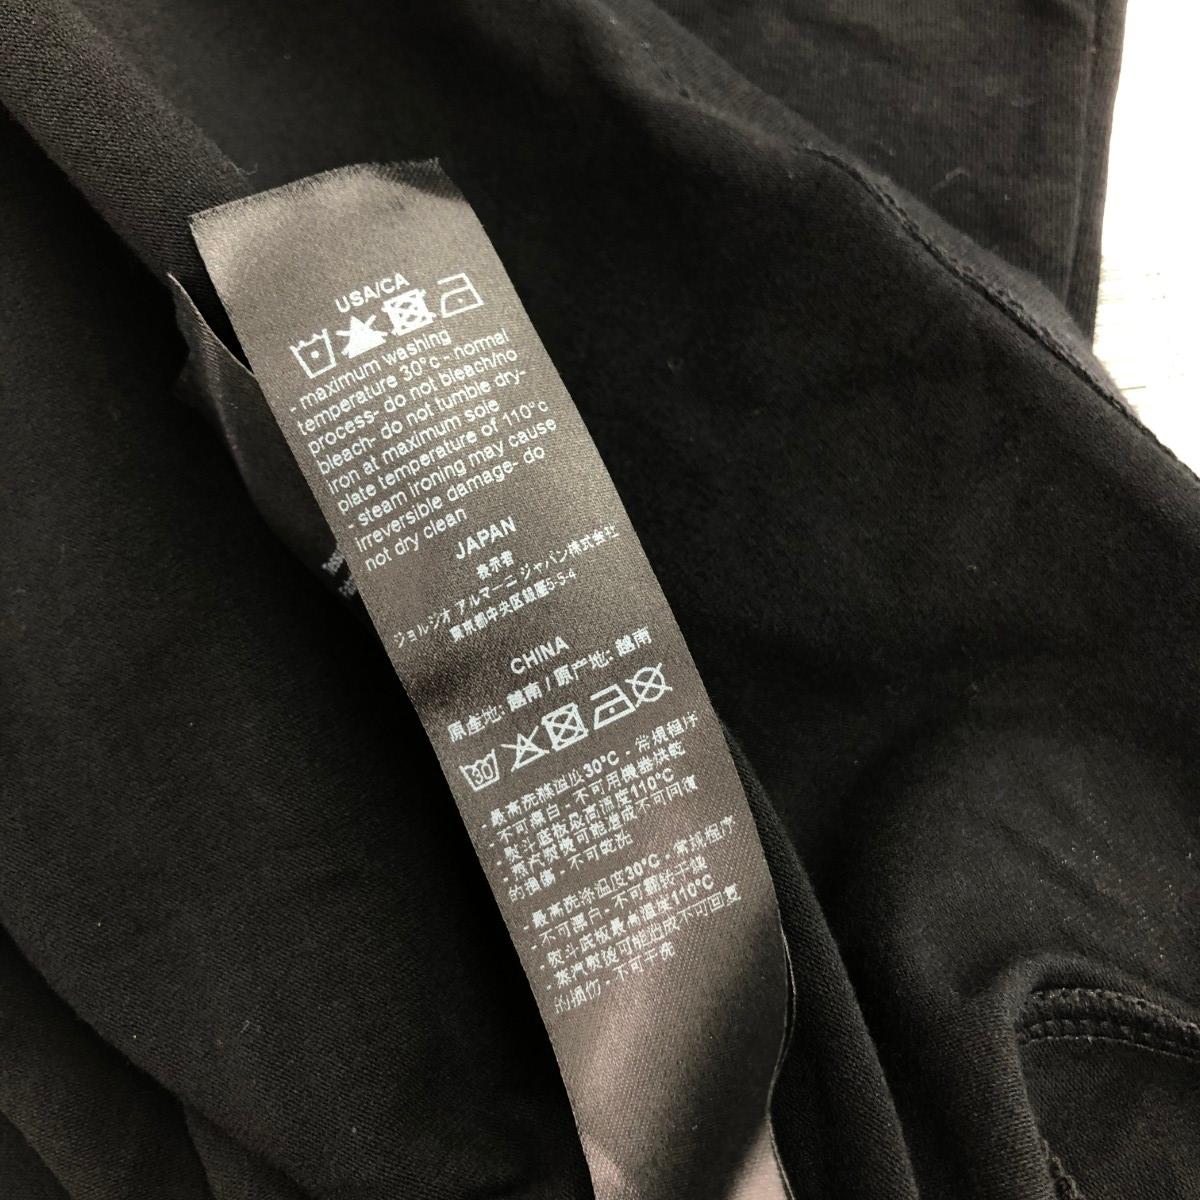 USA/CA
- maximum washing
temperature 30°c - normal
process- do not bleach/no
bleach- do not tumble dry-
iron at maximum sole
plate temperature of 110°c
- steam ironing may cause
irreversible damage- do
not dry clean
JAPAN
表示者
ジョルジオ アルマーニ ジャパン株式会社
東京都中央区銀座5-5-4
CHINA
原產地: 越南 / 原产地: 越南
30
- 最高洗滌溫度30°C - 常規程序
- 不可漂白 - 不可用機器烘乾
- 熨斗底板最高溫度110°C
- 蒸汽熨燙可能造成不可回復
的損傷 - 不可乾洗
- 最高洗涤温度30°C - 常规程序
- 不可漂白 - 不可翻转干燥
- 熨斗底板最高温度110°C
- 蒸汽熨烫可能造成不可回复
的损伤 - 不可干洗